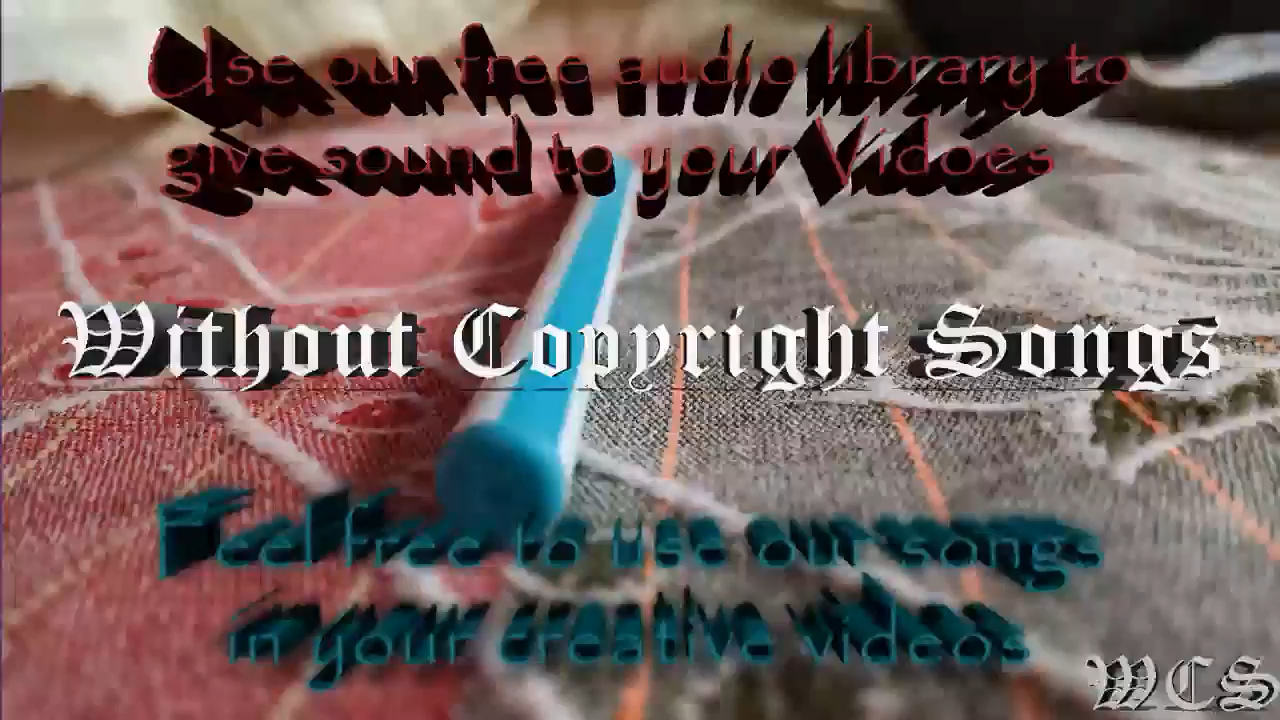 Use our free audio library to
give sound to your Vidoes
Without Copyright Songs
Feel free to use our songs
in your creative videos
WCS